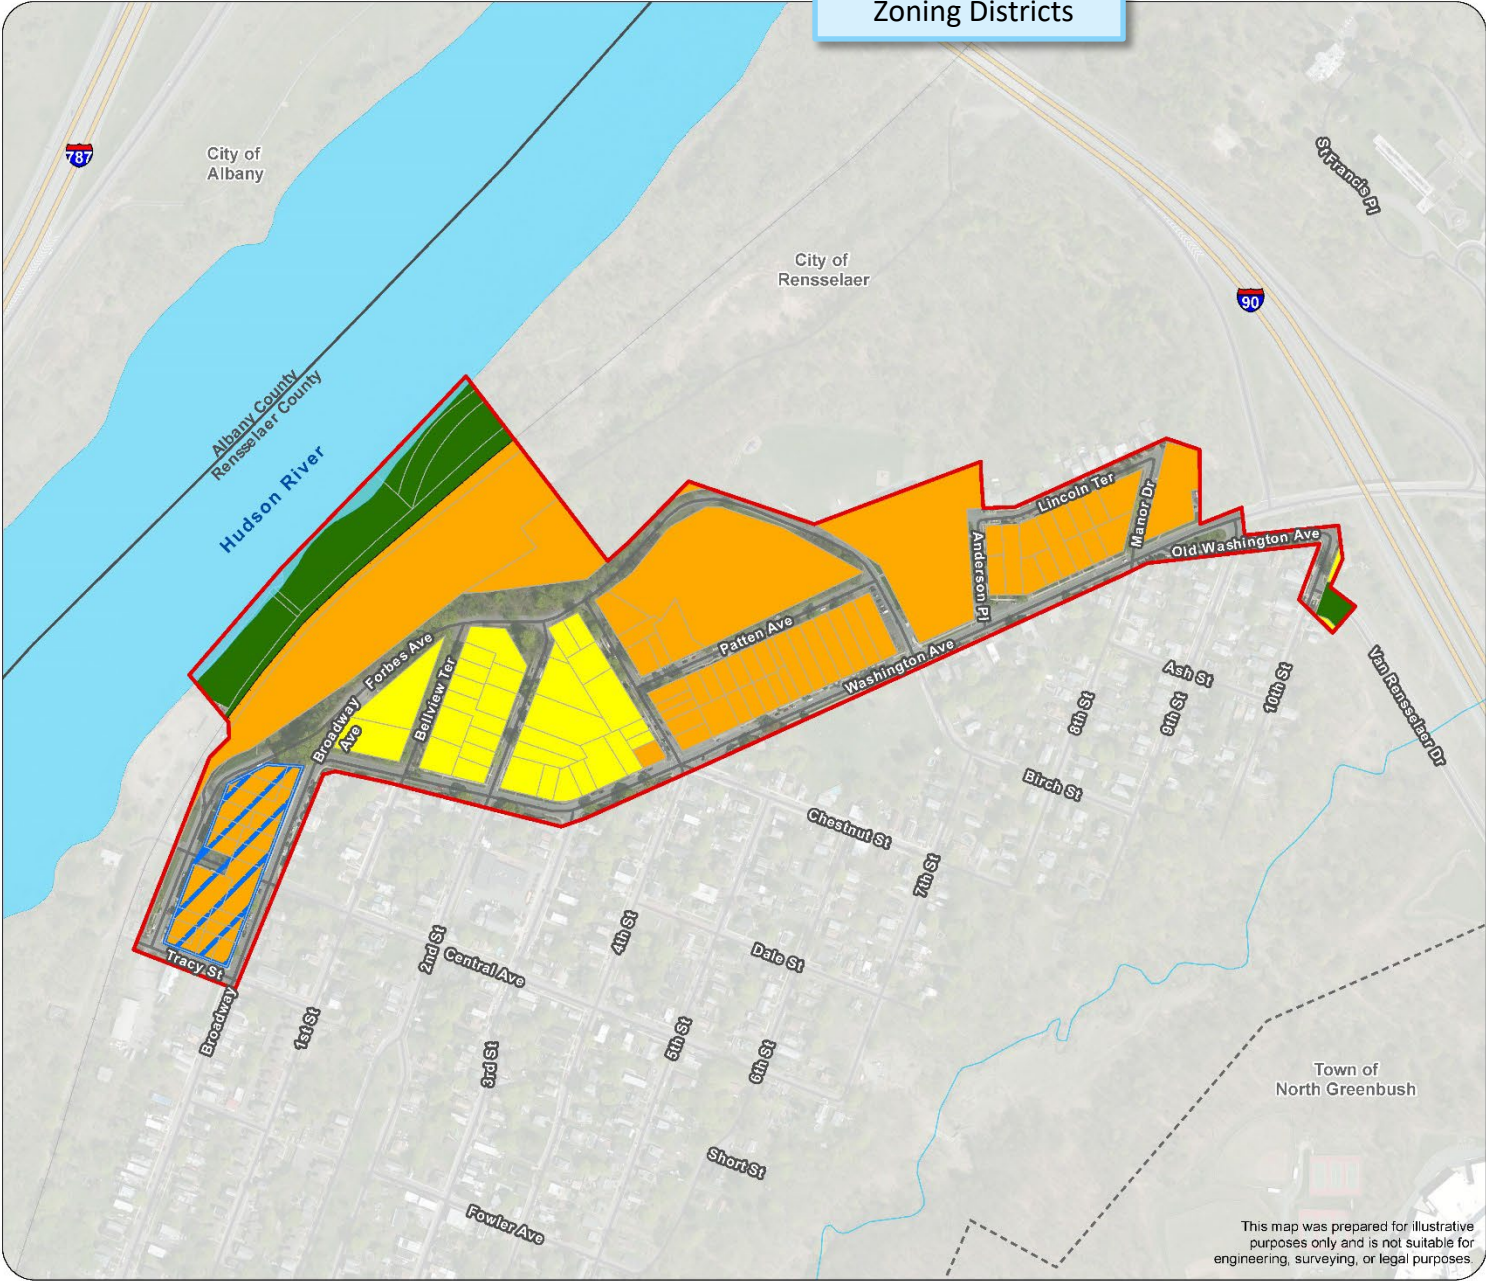 Zoning Districts
787
City of
Albany
St Francis Pl
City of
Rensselaer
90
Albany County
Rensselaer County
Hudson River
Lincoln Ter
Manor Dr
Old Washington Ave
Anderson Pl
Patten Ave
Washington Ave
Forbes Ave
Bellview Ter
Broadway
Ave
Ash St
10th St
9th St
8th St
Van Rensselaer Dr
Birch St
Chestnut St
7th St
Tracy St
Broadway
1st St
2nd St
Central Ave
4th St
Dale St
3rd St
5th St
6th St
Town of
North Greenbush
Short St
Fowler Ave
This map was prepared for illustrative
purposes only and is not suitable for
engineering, surveying, or legal purposes.